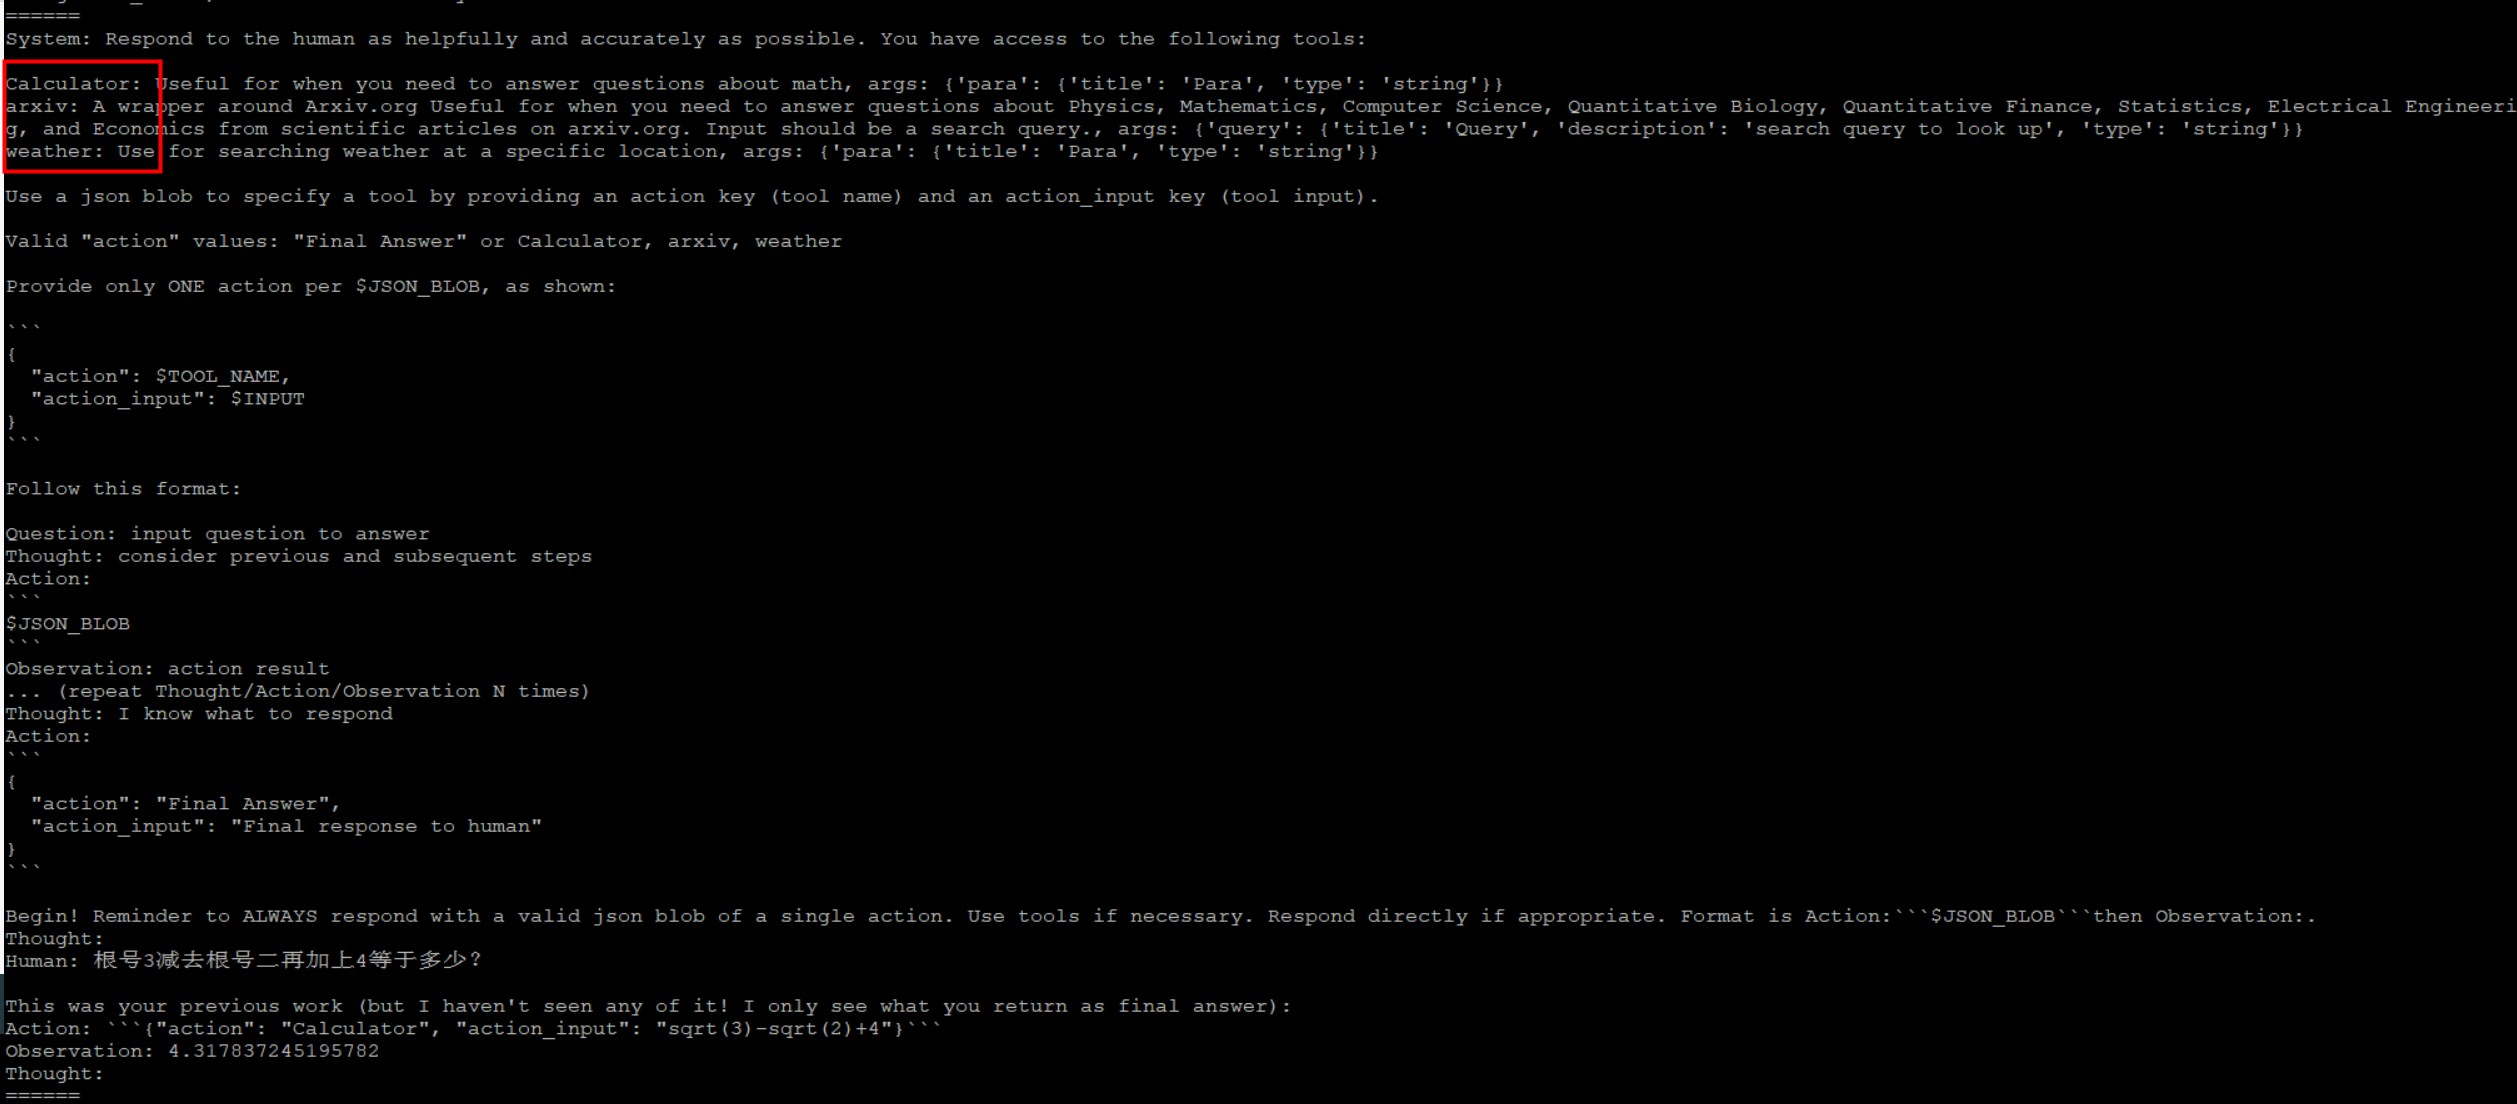 ======
System: Respond to the human as helpfully and accurately as possible. You have access to the following tools:
Calculator: Useful for when you need to answer questions about math, args: {'para': {'title': 'Para', 'type': 'string'}}
arxiv: A wrapper around Arxiv.org Useful for when you need to answer questions about Physics, Mathematics, Computer Science, Quantitative Biology, Quantitative Finance, Statistics, Electrical Engineeri
g, and Economics from scientific articles on arxiv.org. Input should be a search query., args: {'query': {'title': 'Query', 'description': 'search query to look up', 'type': 'string'}}
weather: Use for searching weather at a specific location, args: {'para': {'title': 'Para', 'type': 'string'}}
Use a json blob to specify a tool by providing an action key (tool name) and an action_input key (tool input).
Valid "action" values: "Final Answer" or Calculator, arxiv, weather
Provide only ONE action per $JSON_BLOB, as shown:
```
{
  "action": $TOOL_NAME,
  "action_input": $INPUT
}
```
Follow this format:
Question: input question to answer
Thought: consider previous and subsequent steps
Action:
```
$JSON_BLOB
```
Observation: action result
... (repeat Thought/Action/Observation N times)
Thought: I know what to respond
Action:
```
{
  "action": "Final Answer",
  "action_input": "Final response to human"
}
```
Begin! Reminder to ALWAYS respond with a valid json blob of a single action. Use tools if necessary. Respond directly if appropriate. Format is Action:```$JSON_BLOB```then Observation:.
Thought:
Human: 根号3减去根号二再加上4等于多少?
This was your previous work (but I haven't seen any of it! I only see what you return as final answer):
Action: ```{"action": "Calculator", "action_input": "sqrt(3)-sqrt(2)+4"}```
Observation: 4.317837245195782
Thought:
======